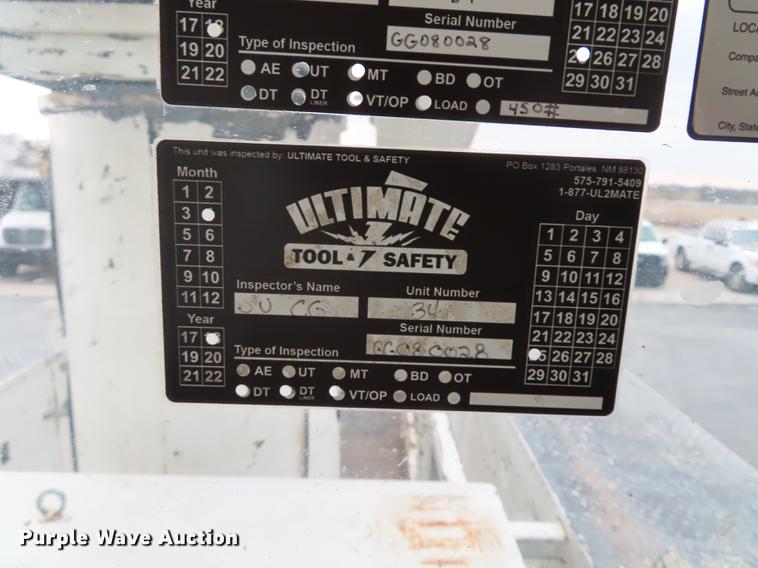 Year
17
19 20
21 22
Serial Number
GG080028
Type of Inspection
AE UT MT BD OT
DT DT LINER VT/OP LOAD 450#
17 18 19 20
21 22 23 24
26 27 28
29 30 31
LOCA
Compa
Street A
City, State
This unit was inspected by: ULTIMATE TOOL & SAFETY
PO Box 1283 Portales, NM 88130
575-791-5409
1-877-UL2MATE
Month
1 2
3
5 6
7 8
9 10
11 12
ULTIMATE
TOOL & SAFETY
Day
1 2 3 4
5 6 7 8
9 10 11 12
13 14 15 16
17 18 19 20
21 22 23 24
26 27 28
29 30 31
Inspector's Name
Unit Number
CG
34
Serial Number
GG080028
Year
17
19 20
21 22
Type of Inspection
AE UT MT BD OT
DT DT LINER VT/OP LOAD
Purple Wave Auction